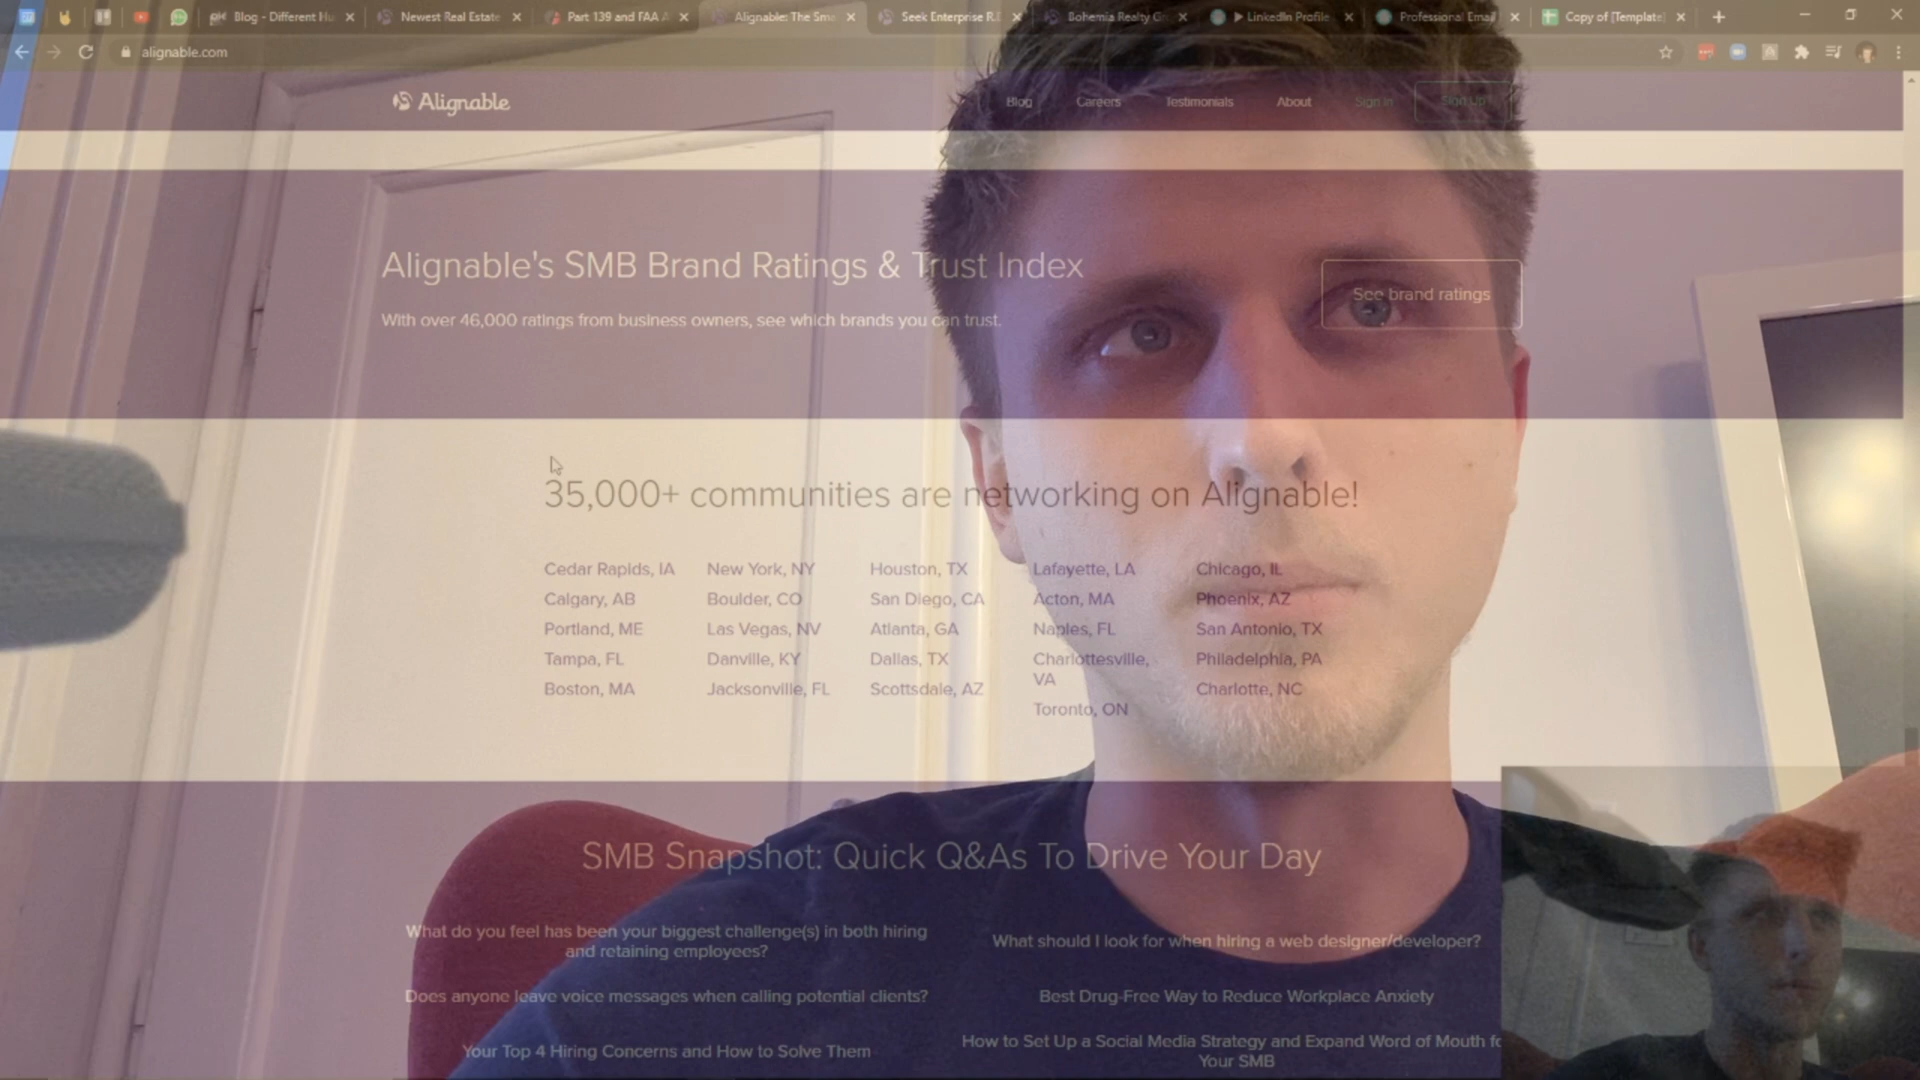 Blog - Different Hu
Newest Real Estate
Part 139 and FAA A
Alignable: The Sma
Seek Enterprise R.E
Bohemia Realty Gr
LinkedIn Profile
Professional Email
Copy of [Template]
alignable.com
Alignable
Blog
Careers
Testimonials
About
Sign in
Sign Up
Alignable's SMB Brand Ratings & Trust Index
With over 46,000 ratings from business owners, see which brands you can trust.
See brand ratings
35,000+ communities are networking on Alignable!
Cedar Rapids, IA
Calgary, AB
Portland, ME
Tampa, FL
Boston, MA
New York, NY
Boulder, CO
Las Vegas, NV
Danville, KY
Jacksonville, FL
Houston, TX
San Diego, CA
Atlanta, GA
Dallas, TX
Scottsdale, AZ
Lafayette, LA
Acton, MA
Naples, FL
Charlottesville,
VA
Toronto, ON
Chicago, IL
Phoenix, AZ
San Antonio, TX
Philadelphia, PA
Charlotte, NC
SMB Snapshot: Quick Q&As To Drive Your Day
What do you feel has been your biggest challenge(s) in both hiring
and retaining employees?
Does anyone leave voice messages when calling potential clients?
Your Top 4 Hiring Concerns and How to Solve Them
What should I look for when hiring a web designer/developer?
Best Drug-Free Way to Reduce Workplace Anxiety
How to Set Up a Social Media Strategy and Expand Word of Mouth fo
Your SMB